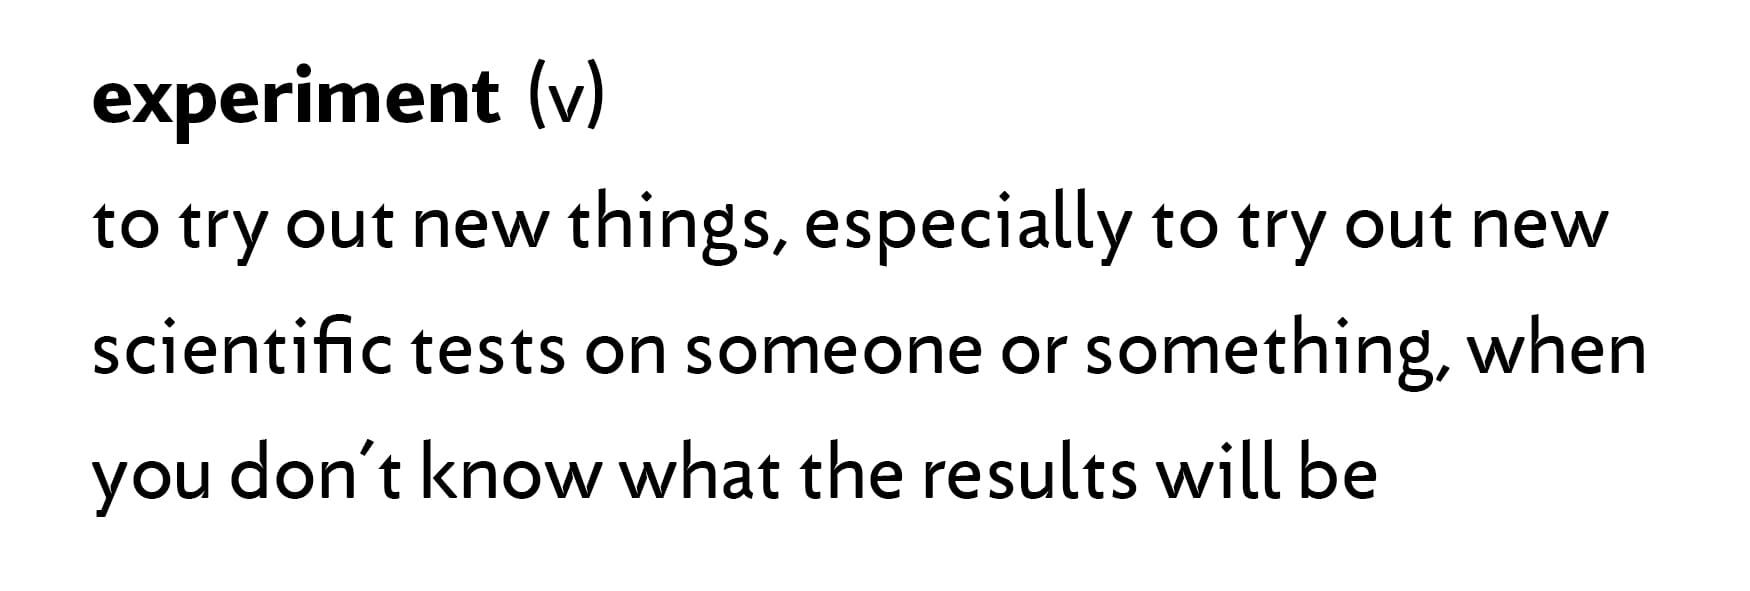 experiment (v)
to try out new things, especially to try out new
scientific tests on someone or something, when
you don´t know what the results will be